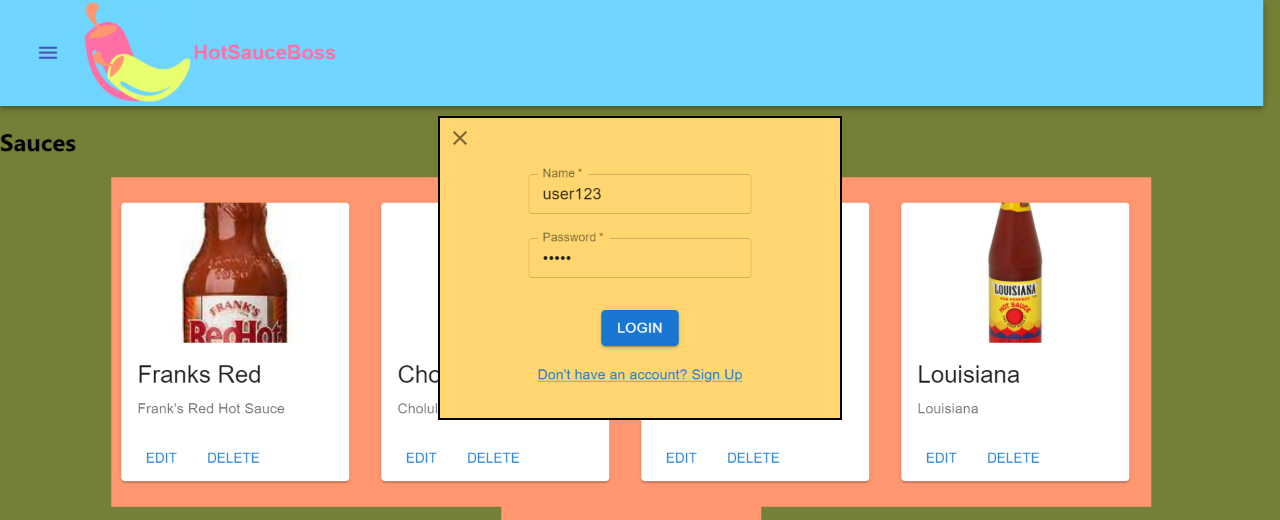 HotSauceBoss
Sauces
Name *
user123
Password *
•••••
LOGIN
Don't have an account? Sign Up
FRANK'S
RedHot
LOUISIANA
HOT SAUCE
Franks Red
Cho
Louisiana
Frank's Red Hot Sauce
Louisiana
EDIT DELETE EDIT DELETE EDIT DELETE EDIT DELETE